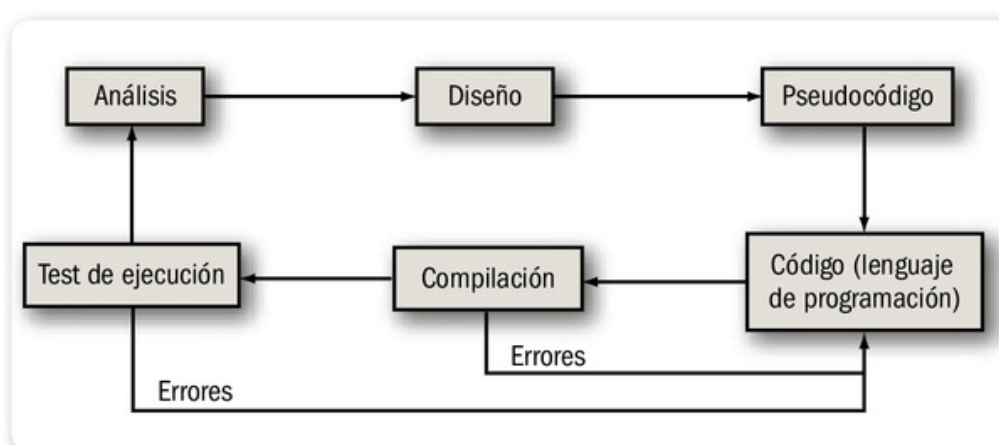 Análisis
Diseño
Pseudocódigo
Test de ejecución
Compilación
Código (lenguaje
de programación)
Errores
Errores